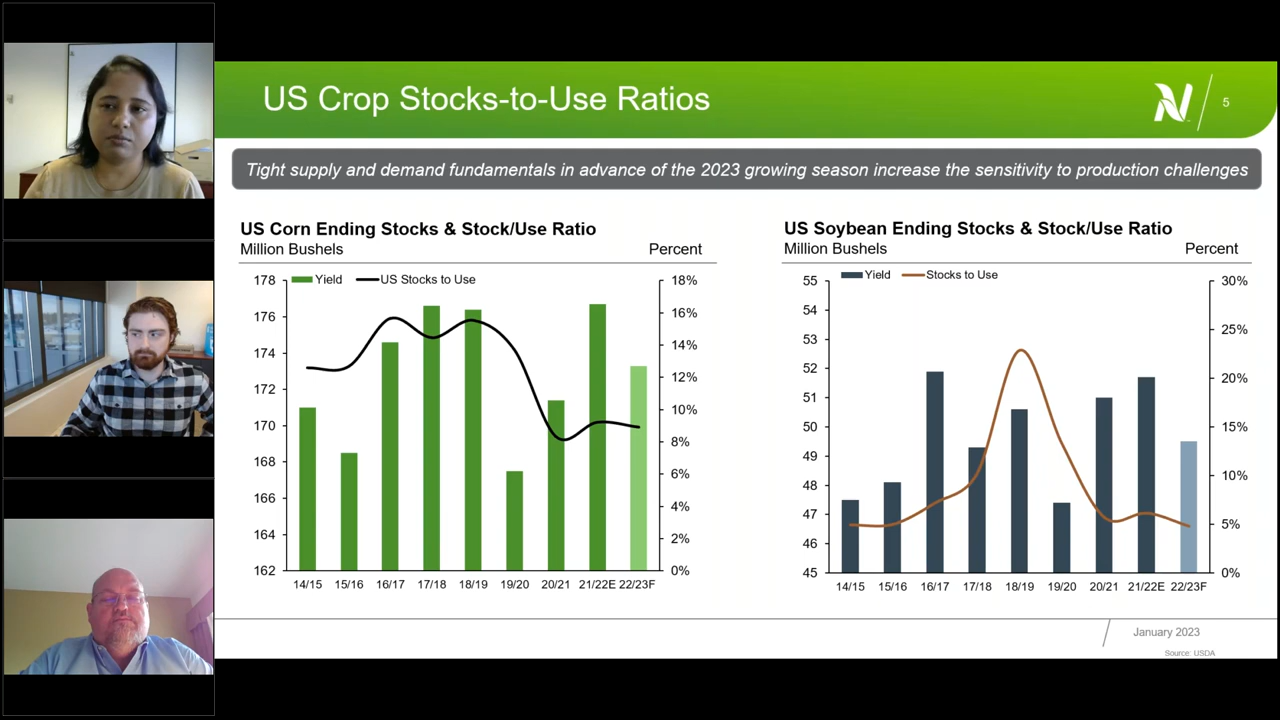 US Crop Stocks-to-Use Ratios
5
Tight supply and demand fundamentals in advance of the 2023 growing season increase the sensitivity to production challenges
US Corn Ending Stocks & Stock/Use Ratio
Million Bushels Percent
Yield US Stocks to Use
178 18%
176 16%
174 14%
172 12%
170 10%
168 8%
166 6%
164 4%
162 2%
0%
14/15 15/16 16/17 17/18 18/19 19/20 20/21 21/22E 22/23F
US Soybean Ending Stocks & Stock/Use Ratio
Million Bushels Percent
Yield Stocks to Use
55 30%
54 25%
53 20%
52 15%
51 10%
50 5%
49 0%
48
47
46
45
14/15 15/16 16/17 17/18 18/19 19/20 20/21 21/22E 22/23F
January 2023
Source: USDA